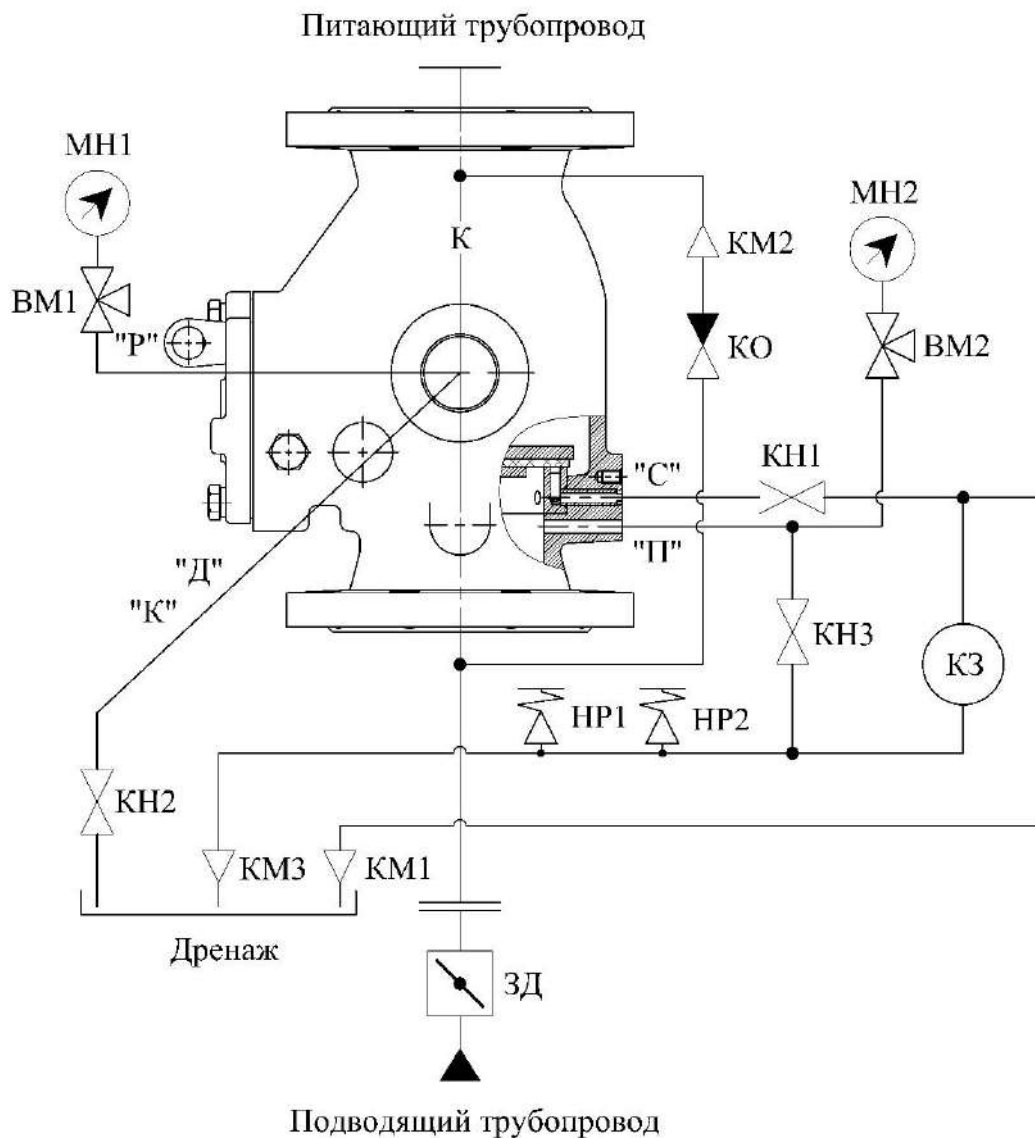 Питающий трубопровод
МН1
МН2
К
КМ2
ВМ1
"Р"
КО
ВМ2
"С"
КН1
"П"
"Д"
"К"
КН3
КЗ
НР1
НР2
КН2
КМ3
КМ1
Дренаж
ЗД
Подводящий трубопровод